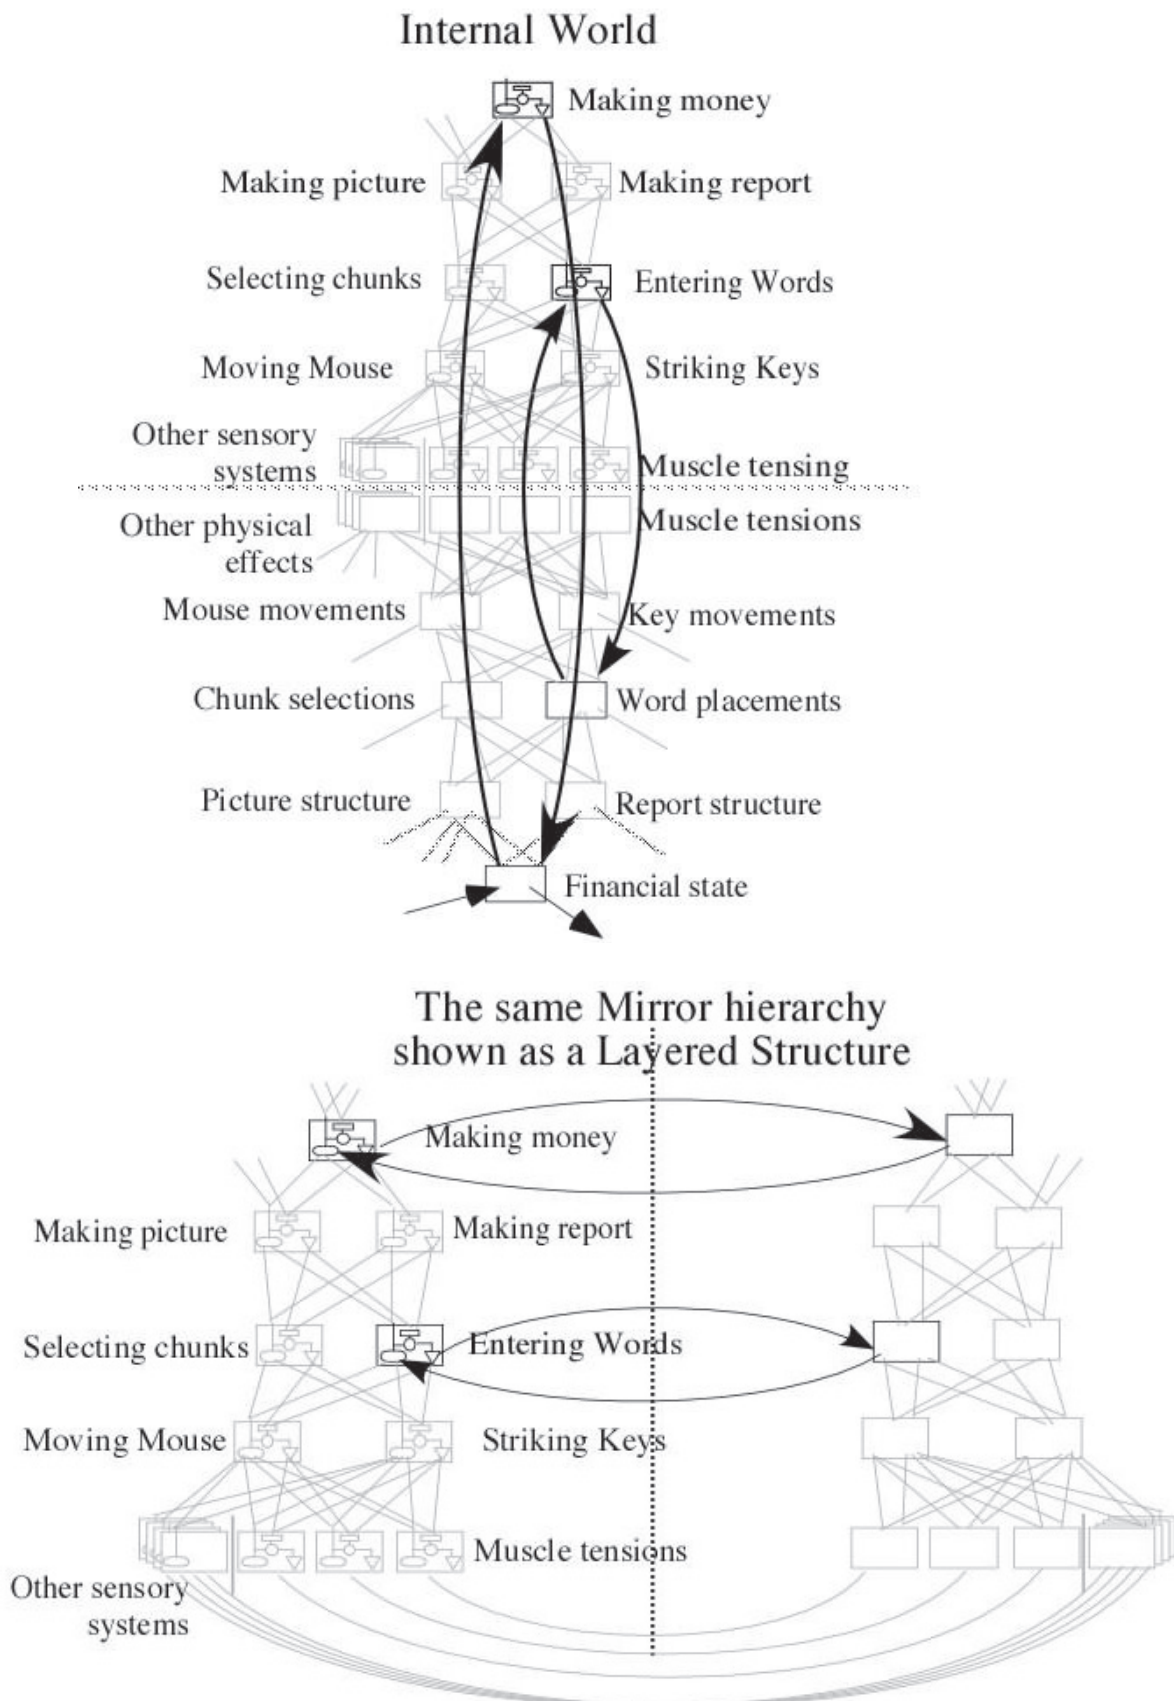 Internal World
Making money
Making picture
Making report
Selecting chunks
Entering Words
Moving Mouse
Striking Keys
Other sensory
systems
Muscle tensing
Other physical
effects
Muscle tensions
Mouse movements
Key movements
Chunk selections
Word placements
Picture structure
Report structure
Financial state
The same Mirror hierarchy
shown as a Layered Structure
Making money
Making picture
Making report
Selecting chunks
Entering Words
Moving Mouse
Striking Keys
Muscle tensions
Other sensory
systems